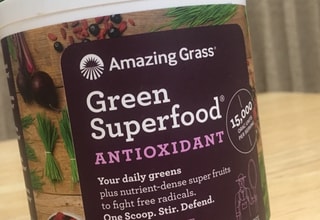 Amazing Grass®
Green
Superfood®
ANTIOXIDANT
15,000
Your daily greens
plus nutrient-dense super fruits
to fight free radicals.
One Scoop. Stir. Defend.